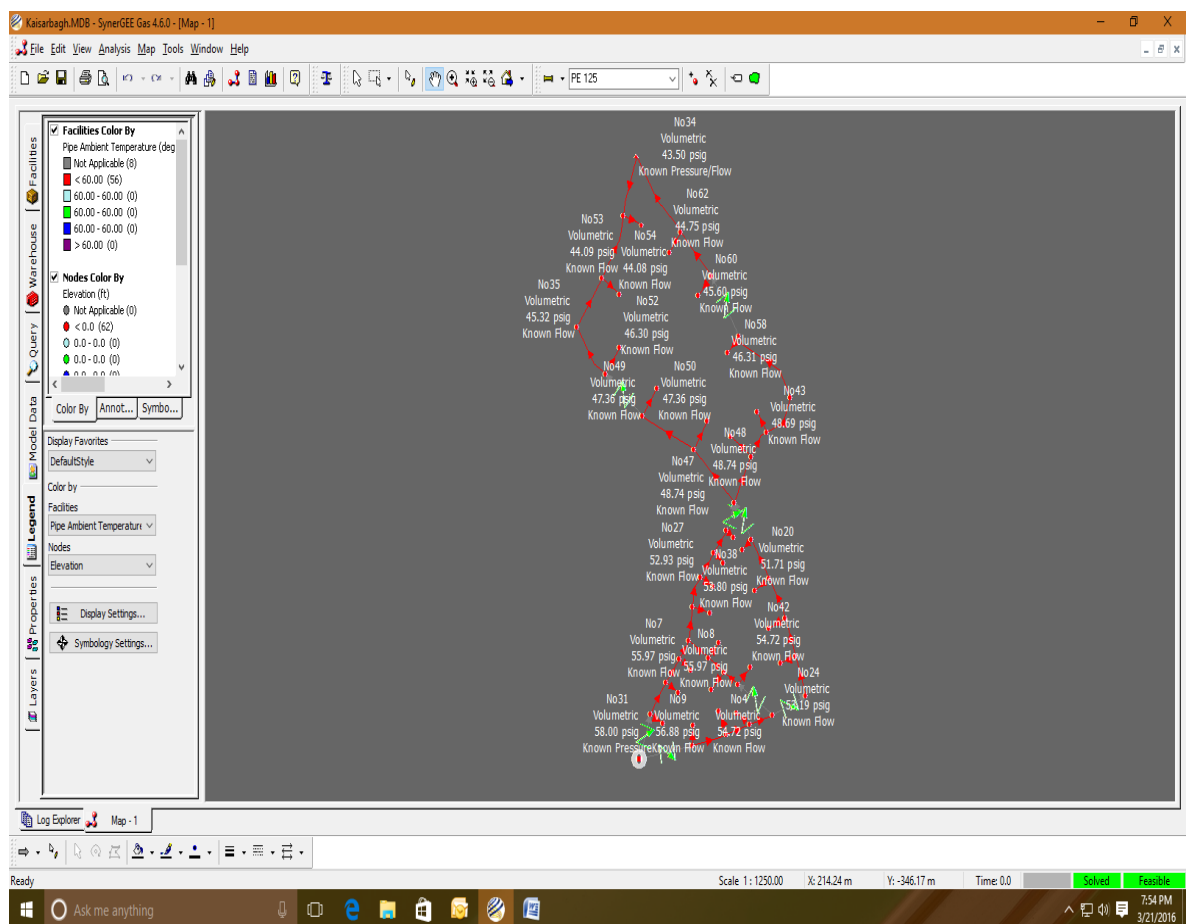 Kaisarbagh.MDB - SynerGEE Gas 4.6.0 - [Map - 1]
File Edit View Analysis Map Tools Window Help
PE 125
Facilities
Warehouse
Query
Model Data
Legend
Properties
Layers
Facilities Color By
Pipe Ambient Temperature (deg
Not Applicable (8)
< 60.00 (56)
60.00 - 60.00 (0)
60.00 - 60.00 (0)
60.00 - 60.00 (0)
> 60.00 (0)
Nodes Color By
Elevation (ft)
Not Applicable (0)
< 0.0 (62)
0.0 - 0.0 (0)
0.0 - 0.0 (0)
0.0 - 0.0 (0)
Color By Annot... Symbo...
Display Favorites
DefaultStyle
Color by
Facilities
Pipe Ambient Temperature
Nodes
Elevation
Display Settings...
Symbology Settings...
No34
Volumetric
43.50 psig
Known Pressure/Flow
No62
Volumetric
44.75 psig
Known Flow
No53
Volumetric
44.09 psig
Known Flow
No54
Volumetric
44.08 psig
Known Flow
No60
Volumetric
45.60 psig
Known Flow
No35
Volumetric
45.32 psig
Known Flow
No52
Volumetric
46.30 psig
Known Flow
No58
Volumetric
46.31 psig
Known Flow
No49
Volumetric
47.36 psig
Known Flow
No50
Volumetric
47.36 psig
Known Flow
No43
Volumetric
48.69 psig
Known Flow
No48
Volumetric
48.74 psig
Known Flow
No47
Volumetric
48.74 psig
Known Flow
No27
Volumetric
52.93 psig
Known Flow
No20
Volumetric
51.71 psig
Known Flow
No38
Volumetric
53.80 psig
Known Flow
No42
Volumetric
54.72 psig
Known Flow
No7
Volumetric
55.97 psig
Known Flow
No8
Volumetric
55.97 psig
Known Flow
No24
Volumetric
Known Flow
No31
Volumetric
58.00 psig
Known Pressure
No9
Volumetric
56.88 psig
Known Flow
No4
Volumetric
54.72 psig
Known Flow
Log Explorer Map - 1
Ready
Scale 1 : 1250.00 X: 214.24 m Y: -346.17 m Time: 0.0 Solved Feasible
Ask me anything
7:54 PM
3/21/2016